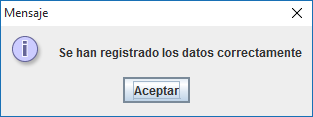 Mensaje
Se han registrado los datos correctamente
Aceptar